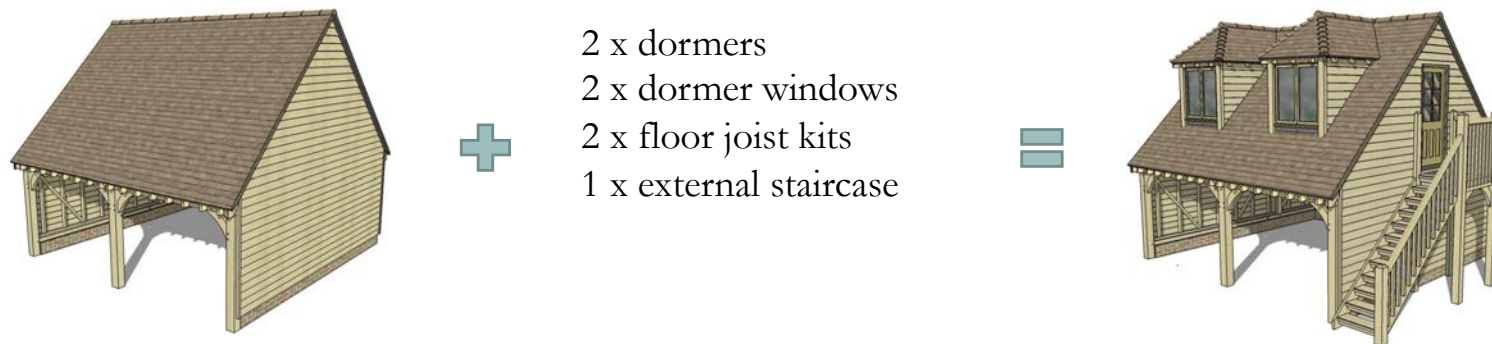 2 x dormers
2 x dormer windows
2 x floor joist kits
1 x external staircase